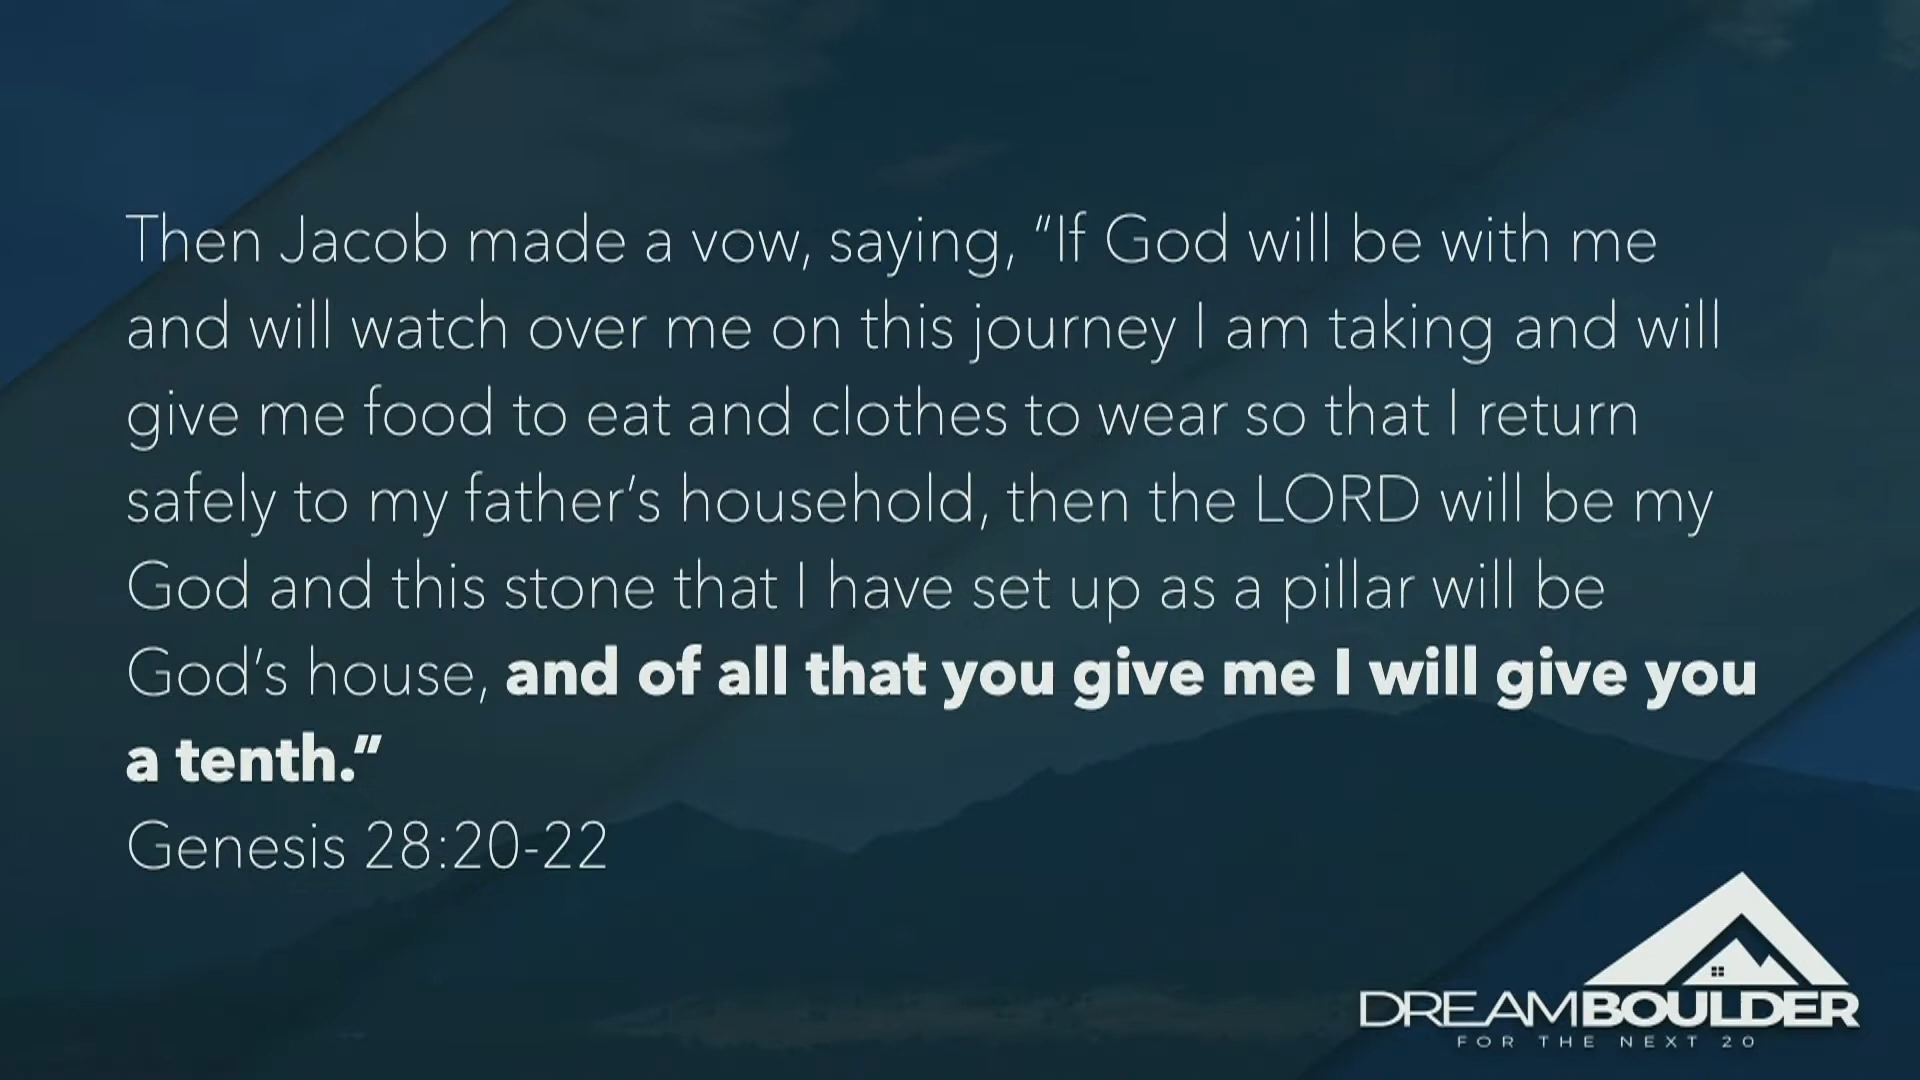 Then Jacob made a vow, saying, “If God will be with me
and will watch over me on this journey I am taking and will
give me food to eat and clothes to wear so that I return
safely to my father’s household, then the LORD will be my
God and this stone that I have set up as a pillar will be
God’s house, and of all that you give me I will give you
a tenth.”
Genesis 28:20-22
DREAMBOULDER
FOR THE NEXT 20